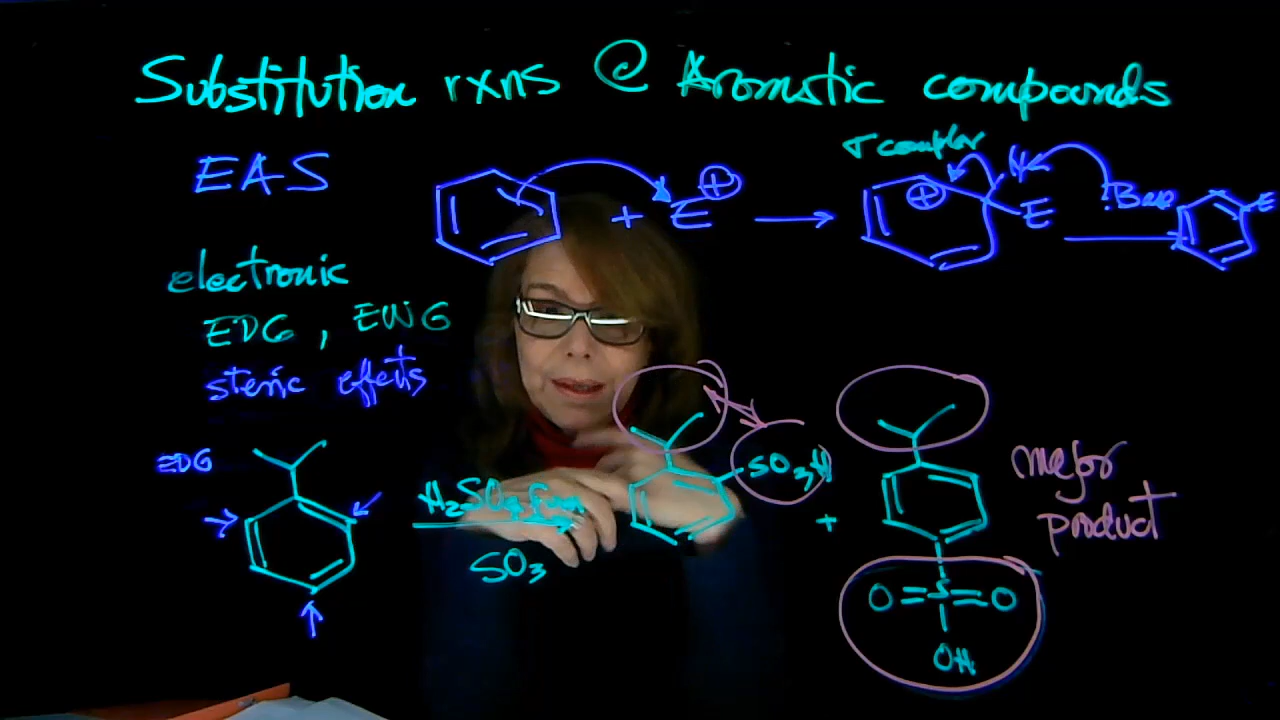 Substitution rxns @ Aromatic compounds
EAS
+ E⊕
σ complex
⊕ H E
:Base
E
electronic
EDG, EWG
steric effects
EDG
H₂SO₄ fum
SO₃
SO₃H
+
O=S=O
OH
major
product